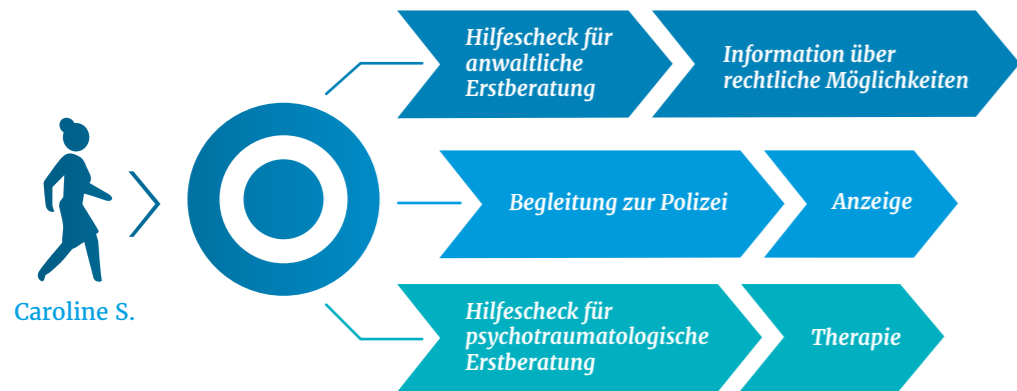 Hilfescheck für
anwaltliche
Erstberatung
Information über
rechtliche Möglichkeiten
Begleitung zur Polizei
Anzeige
Caroline S.
Hilfescheck für
psychotraumatologische
Erstberatung
Therapie